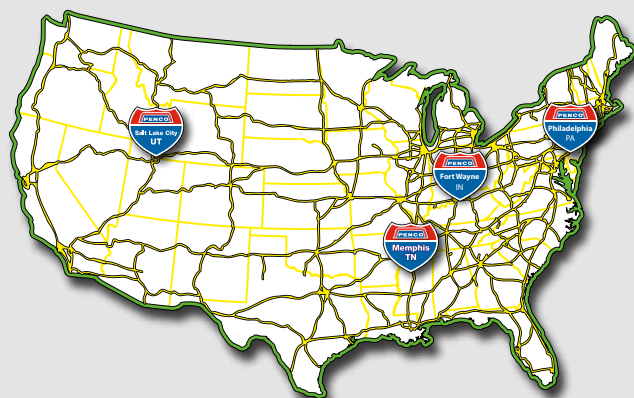 PENCO
Salt Lake City
UT
PENCO
Philadelphia
PA
PENCO
Fort Wayne
IN
PENCO
Memphis
TN